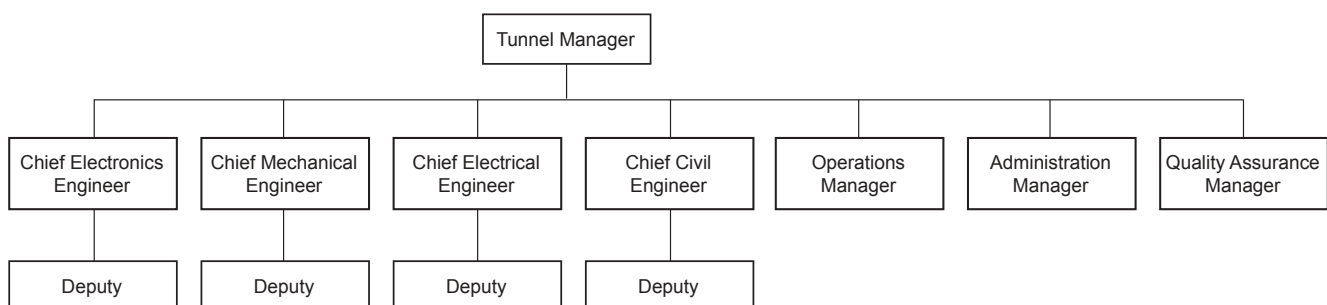 Tunnel Manager
Chief Electronics
Engineer
Chief Mechanical
Engineer
Chief Electrical
Engineer
Chief Civil
Engineer
Operations
Manager
Administration
Manager
Quality Assurance
Manager
Deputy
Deputy
Deputy
Deputy